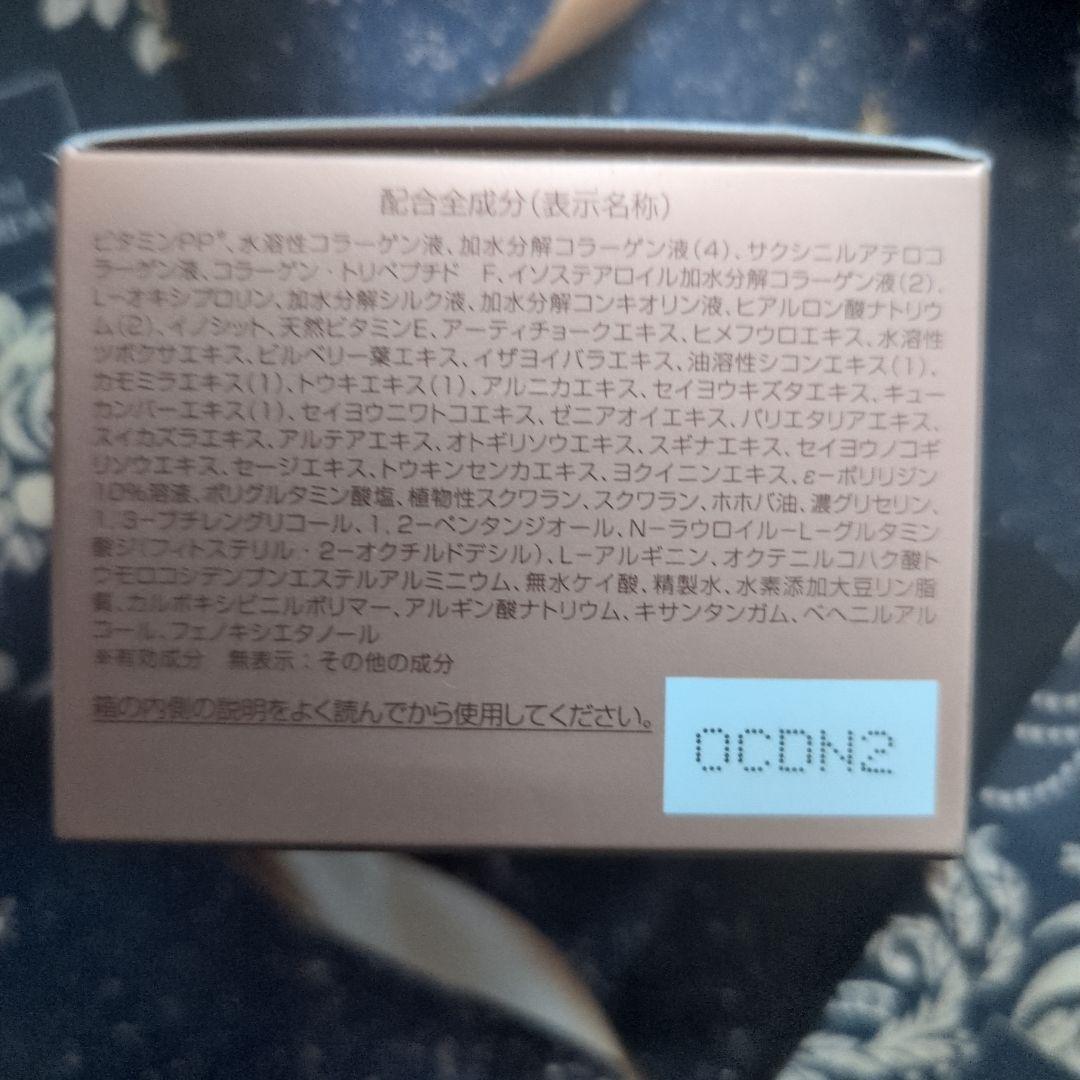 配合全成分(表示名称)
ビタミンPP※、水溶性コラーゲン液、加水分解コラーゲン液(4)、サクシニルアテロコ
ラーゲン液、コラーゲン・トリペプチド F、イソステアロイル加水分解コラーゲン液(2)、
L-オキシプロリン、加水分解シルク液、加水分解コンキオリン液、ヒアルロン酸ナトリウ
ム(2)、イノシット、天然ビタミンE、アーティチョークエキス、ヒメフウロエキス、水溶性
ツボクサエキス、ビルベリー葉エキス、イザヨイバラエキス、油溶性シコンエキス(1)、
カモミラエキス(1)、トウキエキス(1)、アルニカエキス、セイヨウキズタエキス、キュー
カンバーエキス(1)、セイヨウニワトコエキス、ゼニアオイエキス、パリエタリアエキス、
スイカズラエキス、アルテアエキス、オトギリソウエキス、スギナエキス、セイヨウノコギ
リソウエキス、セージエキス、トウキンセンカエキス、ヨクイニンエキス、ε-ポリリジン
10%溶液、ポリグルタミン酸塩、植物性スクワラン、スクワラン、ホホバ油、濃グリセリン、
1,3-ブチレングリコール、1,2-ペンタンジオール、N-ラウロイル-L-グルタミン
酸ジ(フィトステリル・2-オクチルドデシル)、L-アルギニン、オクテニルコハク酸ト
ウモロコシデンプンエステルアルミニウム、無水ケイ酸、精製水、水素添加大豆リン脂
質、カルボキシビニルポリマー、アルギン酸ナトリウム、キサンタンガム、ベヘニルアル
コール、フェノキシエタノール
※有効成分 無表示:その他の成分
箱の内側の説明をよく読んでから使用してください。
OCDN2